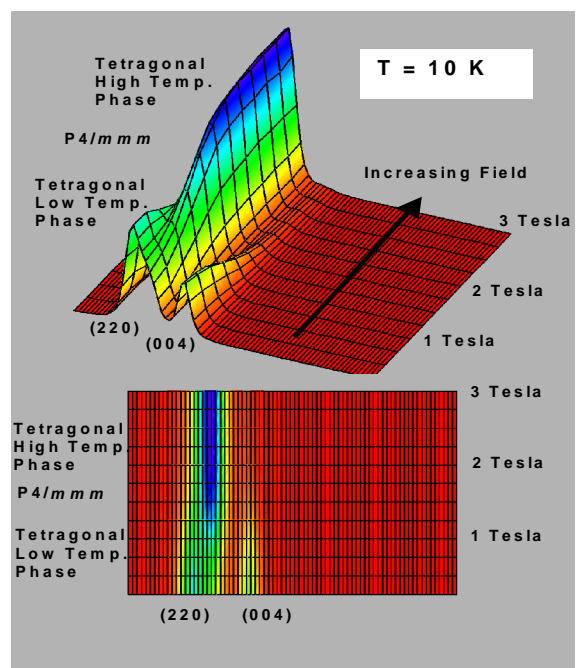 Tetragonal
High Temp.
Phase
T = 10 K
P4/mmm
Tetragonal
Low Temp.
Phase
Increasing Field
3 Tesla
2 Tesla
1 Tesla
(220)
(004)
3 Tesla
Tetragonal
High Temp.
Phase
2 Tesla
P4/mmm
Tetragonal
Low Temp.
Phase
1 Tesla
(220)
(004)